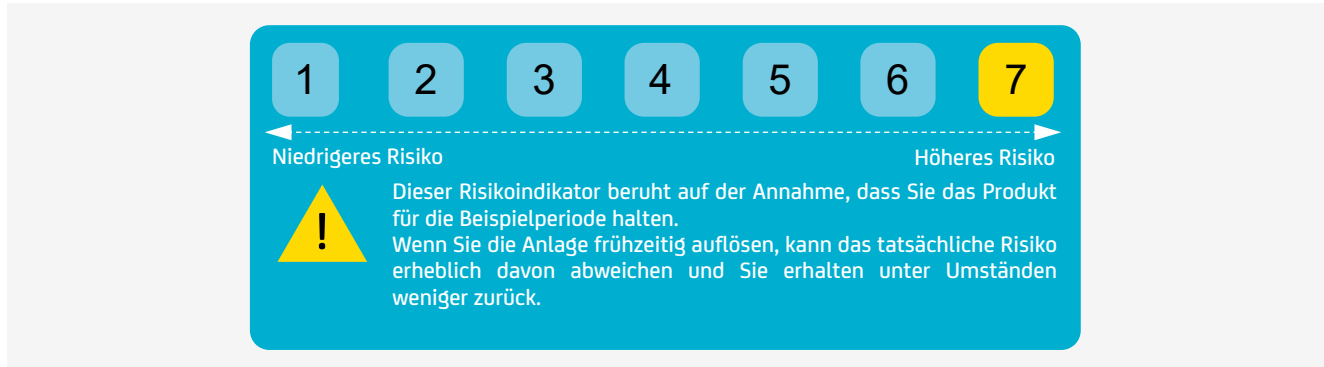 1 2 3 4 5 6 7
Niedrigeres Risiko Höheres Risiko
Dieser Risikoindikator beruht auf der Annahme, dass Sie das Produkt
für die Beispielperiode halten.
!
Wenn Sie die Anlage frühzeitig auflösen, kann das tatsächliche Risiko
erheblich davon abweichen und Sie erhalten unter Umständen
weniger zurück.